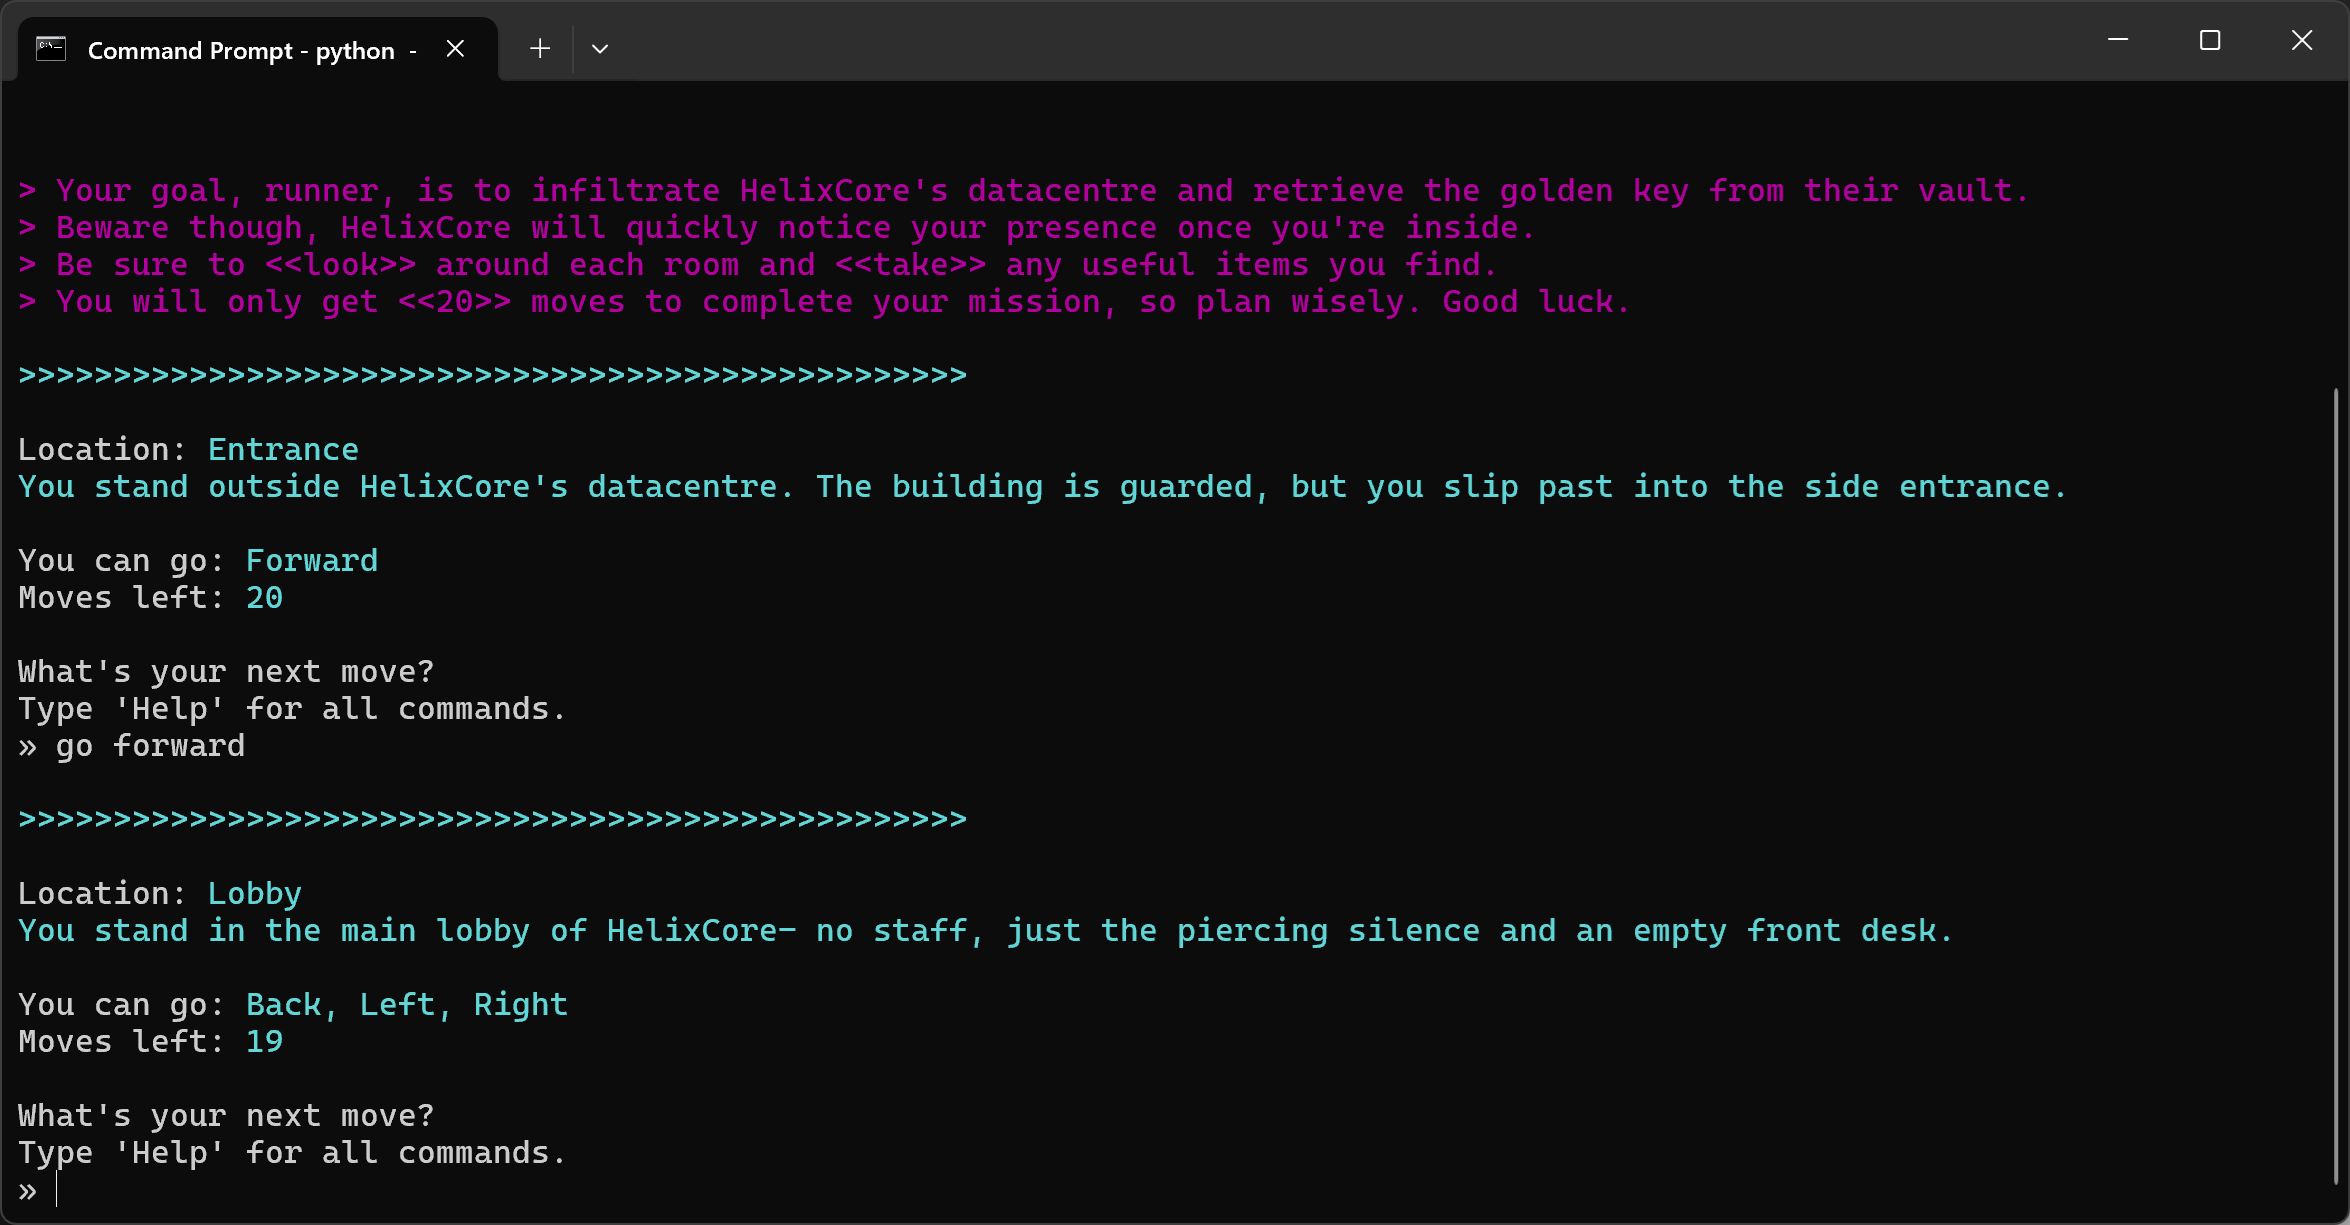 Command Prompt - python -
> Your goal, runner, is to infiltrate HelixCore's datacentre and retrieve the golden key from their vault.
> Beware though, HelixCore will quickly notice your presence once you're inside.
> Be sure to <<look>> around each room and <<take>> any useful items you find.
> You will only get <<20>> moves to complete your mission, so plan wisely. Good luck.
>>>>>>>>>>>>>>>>>>>>>>>>>>>>>>>>>>>>>>>>>>>>>>>>>>
Location: Entrance
You stand outside HelixCore's datacentre. The building is guarded, but you slip past into the side entrance.
You can go: Forward
Moves left: 20
What's your next move?
Type 'Help' for all commands.
» go forward
>>>>>>>>>>>>>>>>>>>>>>>>>>>>>>>>>>>>>>>>>>>>>>>>>>
Location: Lobby
You stand in the main lobby of HelixCore- no staff, just the piercing silence and an empty front desk.
You can go: Back, Left, Right
Moves left: 19
What's your next move?
Type 'Help' for all commands.
»